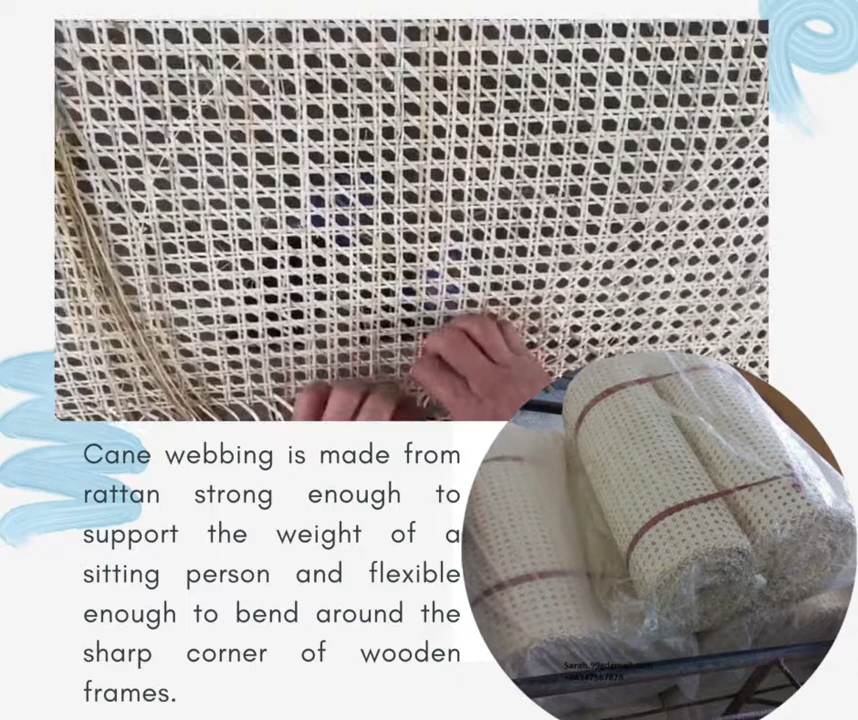 Cane webbing is made from
rattan strong enough to
support the weight of a
sitting person and flexible
enough to bend around the
sharp corner of wooden
frames.